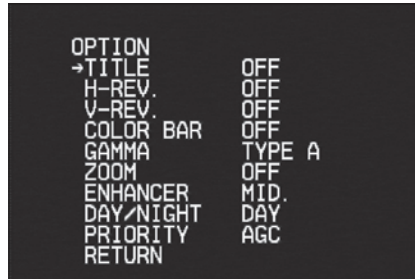 OPTION
→TITLE OFF
H-REV. OFF
V-REV. OFF
COLOR BAR OFF
GAMMA TYPE A
ZOOM OFF
ENHANCER MID.
DAY/NIGHT DAY
PRIORITY AGC
RETURN